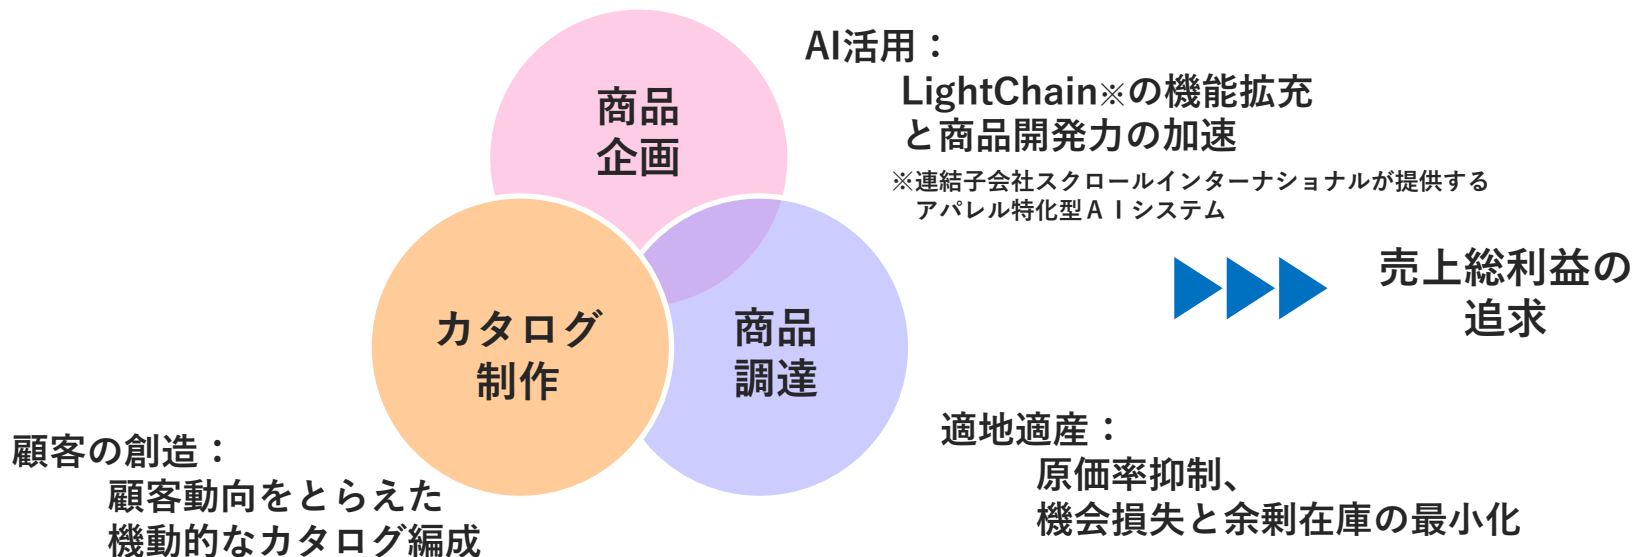 商品
企画
AI活用：
LightChain※の機能拡充
と商品開発力の加速
※連結子会社スクロールインターナショナルが提供する
アパレル特化型ＡＩシステム
カタログ
制作
商品
調達
売上総利益の
追求
顧客の創造：
顧客動向をとらえた
機動的なカタログ編成
適地適産：
原価率抑制、
機会損失と余剰在庫の最小化